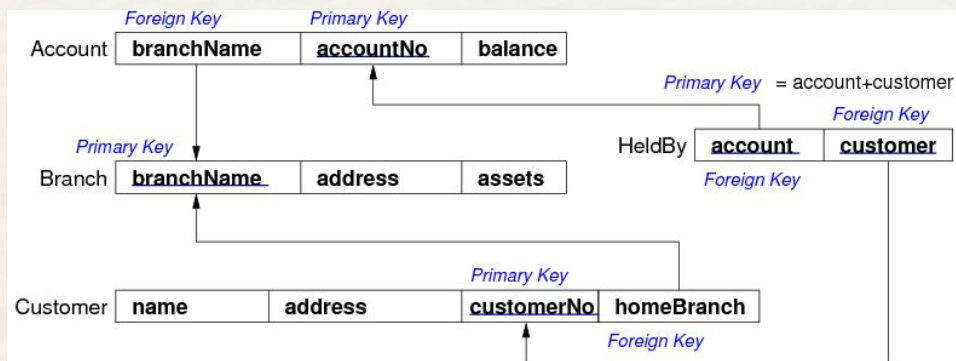 Foreign Key Primary Key
Account branchName accountNo balance
Primary Key = account+customer
Foreign Key
HeldBy account customer
Foreign Key
Primary Key
Branch branchName address assets
Primary Key
Customer name address customerNo homeBranch
Foreign Key